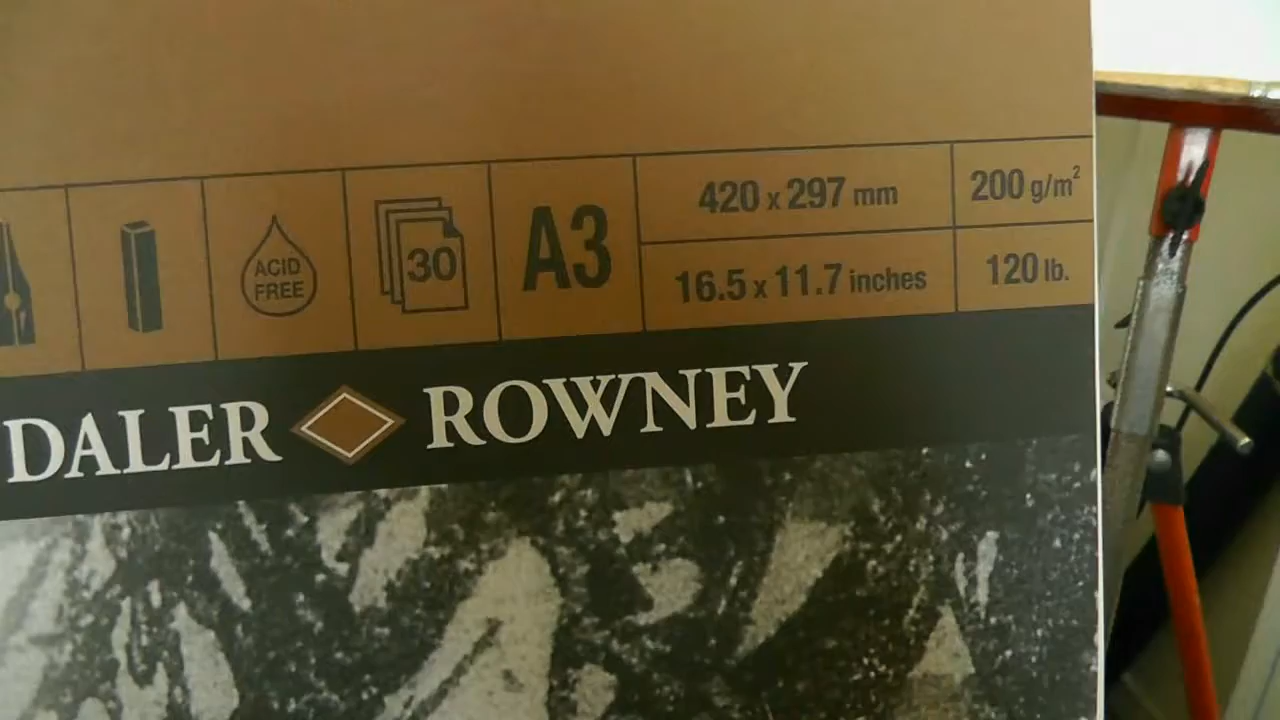 420 x 297 mm
200 g/m²
ACID
FREE
30
A3
16.5 x 11.7 inches
120 lb.
DALER ROWNEY